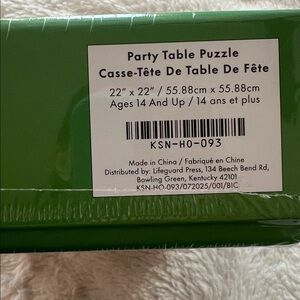 Party Table Puzzle
Casse-Tête De Table De Fête
22" x 22" / 55.88cm x 55.88cm
Ages 14 And Up / 14 ans et plus
KSN-HO-093
Made in China / Fabriqué en Chine
Distributed by: Lifeguard Press, 134 Beech Bend Rd,
Bowling Green, Kentucky 42101
KSN-HO-093/072025/001/BIC